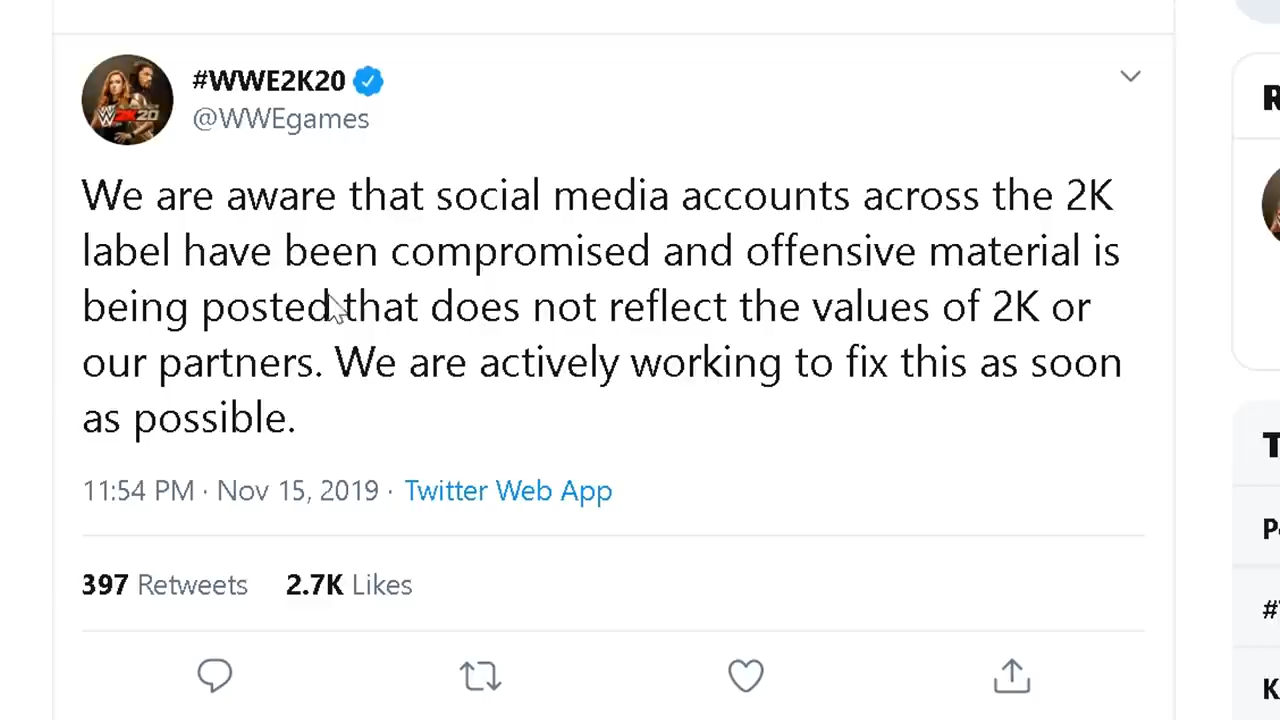 #WWE2K20
@WWEgames
We are aware that social media accounts across the 2K
label have been compromised and offensive material is
being posted that does not reflect the values of 2K or
our partners. We are actively working to fix this as soon
as possible.
11:54 PM · Nov 15, 2019 · Twitter Web App
397 Retweets 2.7K Likes